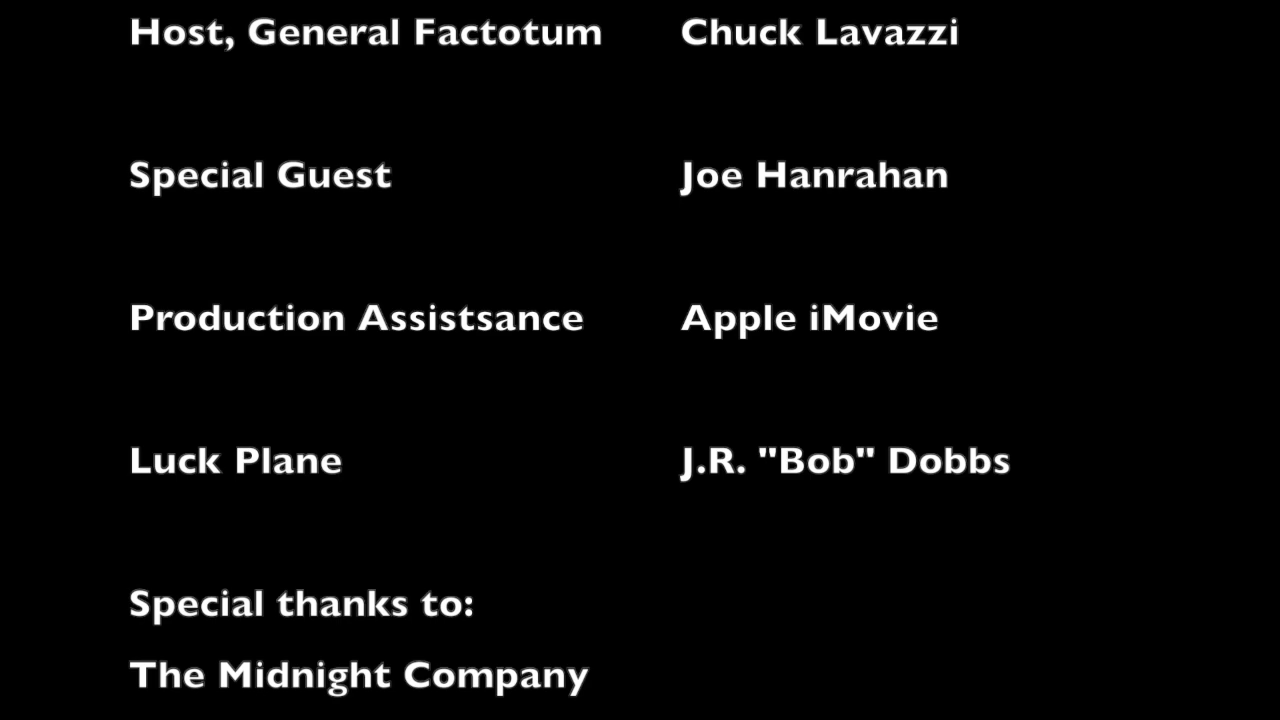 Host, General Factotum Chuck Lavazzi
Special Guest Joe Hanrahan
Production Assistsance Apple iMovie
Luck Plane J.R. "Bob" Dobbs
Special thanks to:
The Midnight Company